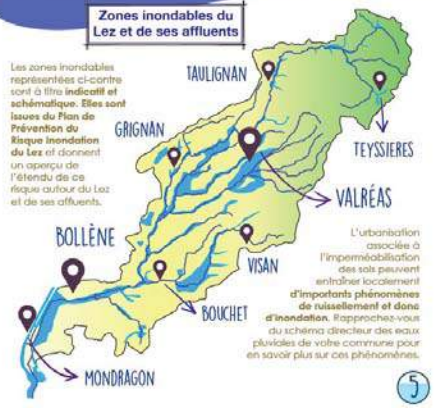 Zones inondables du
Lez et de ses affluents
Les zones inondables
représentées ci-contre
sont à titre indicatif et
schématique. Elles sont
issues du Plan de
Prévention du
Risque Inondation
du Lez et donnent
un aperçu de
l'étendu de ce
risque autour du Lez
et de ses affluents.
TAULIGNAN
GRIGNAN
TEYSSIERES
VALRÉAS
BOLLÈNE
VISAN
BOUCHET
MONDRAGON
L'urbanisation
associée à
l'imperméabilisation
des sols peuvent
entraîner localement
d'importants phénomènes
de ruissellement et donc
d'inondation. Rapprochez-vous
du schéma directeur des eaux
pluviales de votre commune pour
en savoir plus sur ces phénomènes.
5